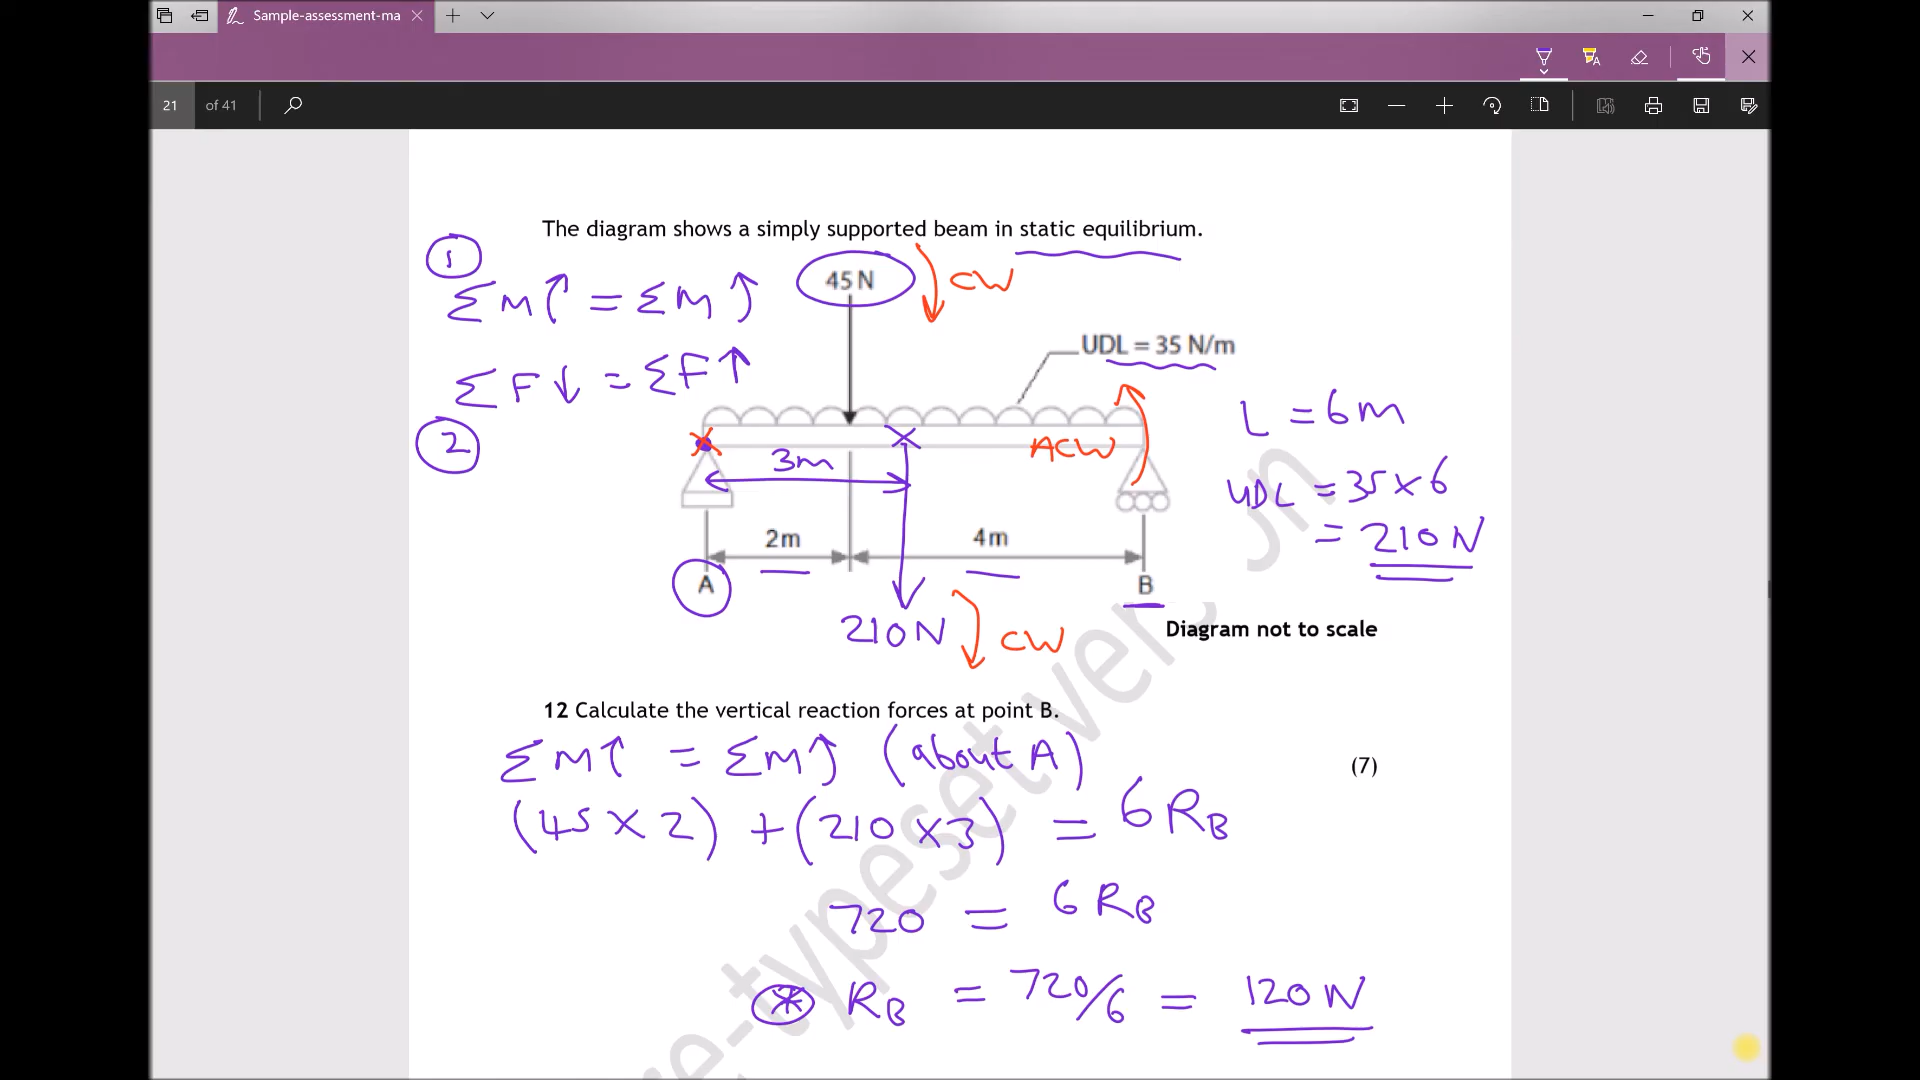 Sample-assessment-ma
21 of 41
The diagram shows a simply supported beam in static equilibrium.
1
ΣM↑ = ΣM↑
45 N
CW
UDL = 35 N/m
ΣF↓ = ΣF↑
2
L = 6m
ACW
3m
UDL = 35 × 6
= 210N
2m
4m
A
B
210N
CW
Diagram not to scale
12 Calculate the vertical reaction forces at point B.
ΣM↑ = ΣM↑ (about A)
(7)
(45 × 2) + (210 × 3) = 6RB
720 = 6RB
* RB = 720/6 = 120N